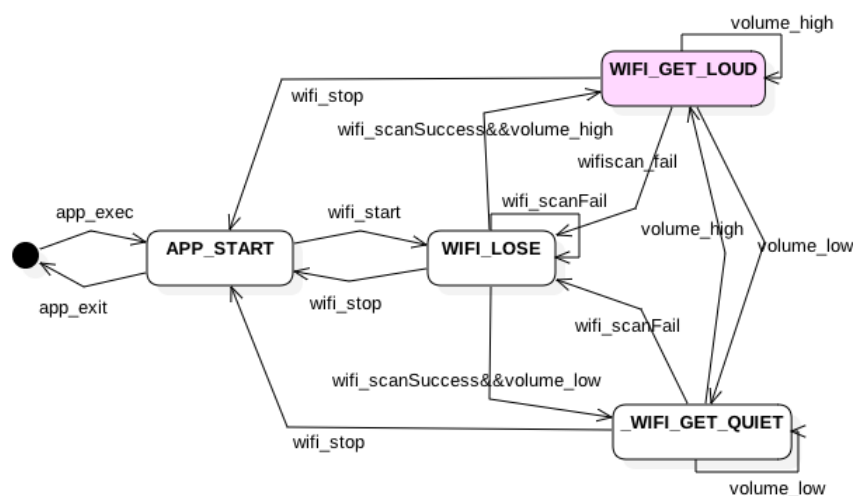 volume_high
WIFI_GET_LOUD
wifi_stop
wifi_scanSuccess&&volume_high
wifiscan_fail
wifi_scanFail
app_exec
wifi_start
volume_high
APP_START
WIFI_LOSE
volume_low
app_exit
wifi_stop
wifi_scanFail
wifi_scanSuccess&&volume_low
_WIFI_GET_QUIET
wifi_stop
volume_low